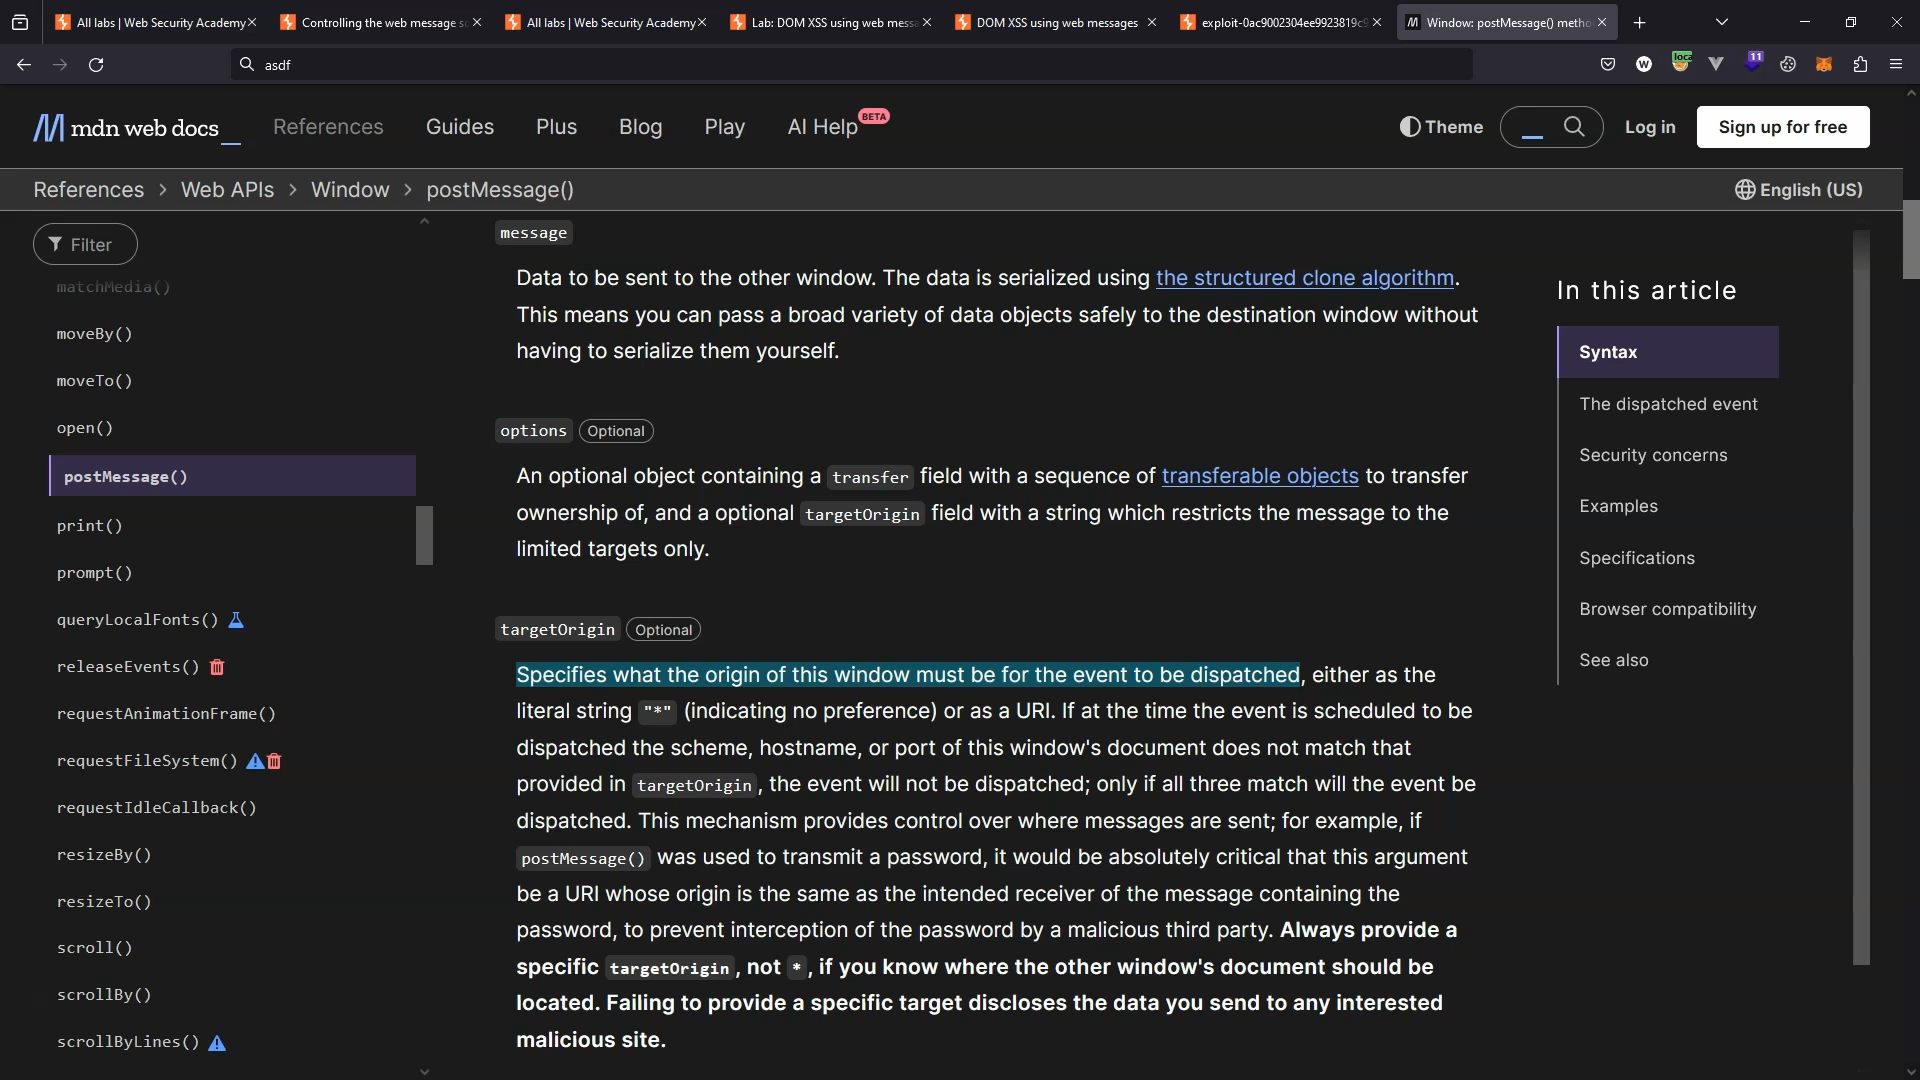 All labs | Web Security Academy
Controlling the web message so
All labs | Web Security Academy
Lab: DOM XSS using web mess
DOM XSS using web messages
exploit-0ac9002304ee9923819c9
Window: postMessage() metho
asdf
loca
11
mdn web docs
References
Guides
Plus
Blog
Play
AI Help
BETA
Theme
Log in
Sign up for free
References > Web APIs > Window > postMessage()
English (US)
Filter
matchMedia()
moveBy()
moveTo()
open()
postMessage()
print()
prompt()
queryLocalFonts()
releaseEvents()
requestAnimationFrame()
requestFileSystem()
requestIdleCallback()
resizeBy()
resizeTo()
scroll()
scrollBy()
scrollByLines()
message
Data to be sent to the other window. The data is serialized using the structured clone algorithm.
This means you can pass a broad variety of data objects safely to the destination window without
having to serialize them yourself.
options Optional
An optional object containing a transfer field with a sequence of transferable objects to transfer
ownership of, and a optional targetOrigin field with a string which restricts the message to the
limited targets only.
targetOrigin Optional
Specifies what the origin of this window must be for the event to be dispatched, either as the
literal string "*" (indicating no preference) or as a URI. If at the time the event is scheduled to be
dispatched the scheme, hostname, or port of this window's document does not match that
provided in targetOrigin, the event will not be dispatched; only if all three match will the event be
dispatched. This mechanism provides control over where messages are sent; for example, if
postMessage() was used to transmit a password, it would be absolutely critical that this argument
be a URI whose origin is the same as the intended receiver of the message containing the
password, to prevent interception of the password by a malicious third party. Always provide a
specific targetOrigin, not *, if you know where the other window's document should be
located. Failing to provide a specific target discloses the data you send to any interested
malicious site.
In this article
Syntax
The dispatched event
Security concerns
Examples
Specifications
Browser compatibility
See also